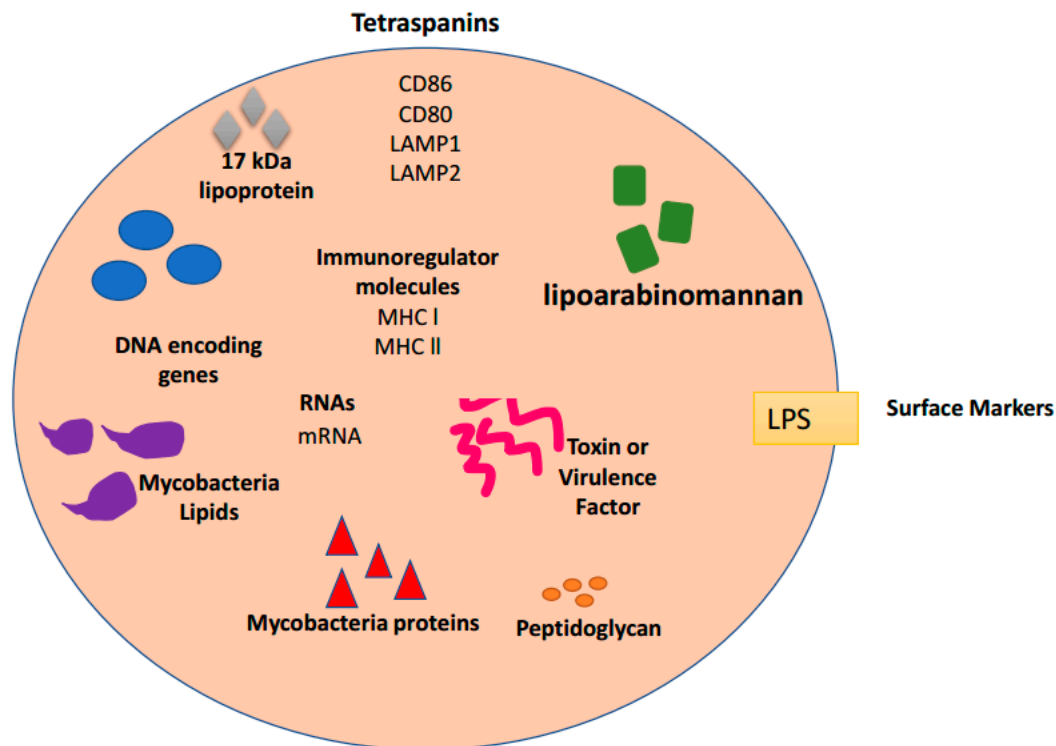 Tetraspanins
CD86
CD80
LAMP1
LAMP2
17 kDa
lipoprotein
Immunoregulator
molecules
MHC I
MHC II
lipoarabinomannan
DNA encoding
genes
RNAs
mRNA
LPS
Surface Markers
Toxin or
Virulence
Factor
Mycobacteria
Lipids
Mycobacteria proteins
Peptidoglycan